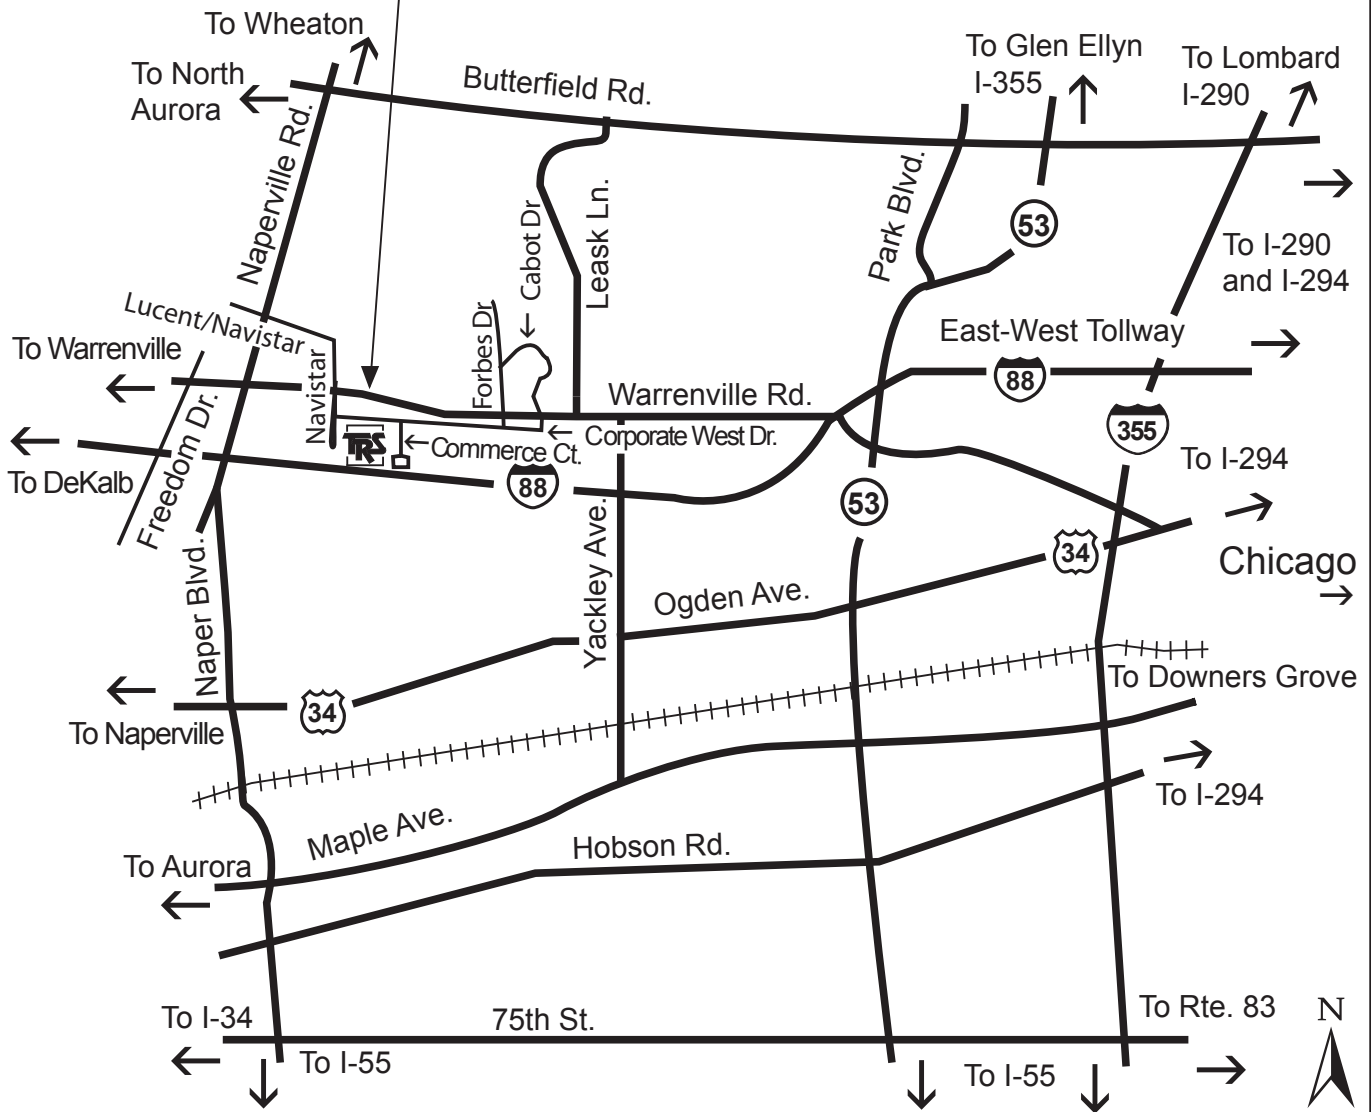 To Wheaton
To North
Aurora
Butterfield Rd.
To Glen Ellyn
I-355
To Lombard
I-290
Naperville Rd.
Leask Ln.
Cabot Dr
Park Blvd.
53
To I-290
and I-294
Lucent/Navistar
Forbes Dr
East-West Tollway
88
To Warrenville
Navistar
Warrenville Rd.
355
Freedom Dr.
TRS
Commerce Ct.
Corporate West Dr.
To DeKalb
88
53
To I-294
Naper Blvd.
Yackley Ave.
Ogden Ave.
34
Chicago
To Naperville
34
To Downers Grove
Maple Ave.
To I-294
To Aurora
Hobson Rd.
To I-34
75th St.
To Rte. 83
N
To I-55
To I-55